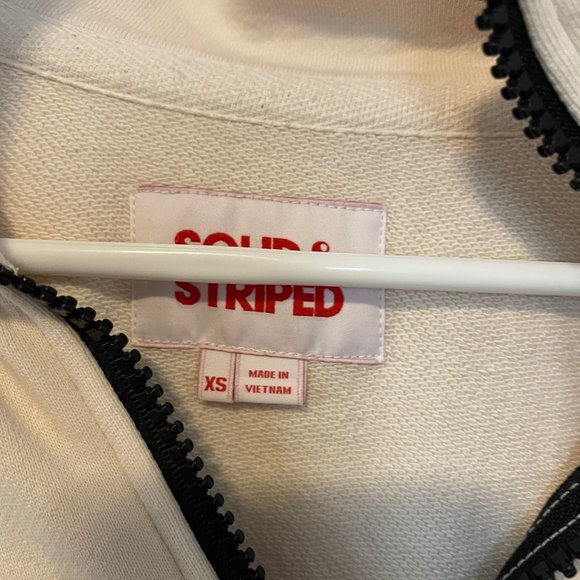 SOLID &
STRIPED
XS
MADE IN
VIETNAM